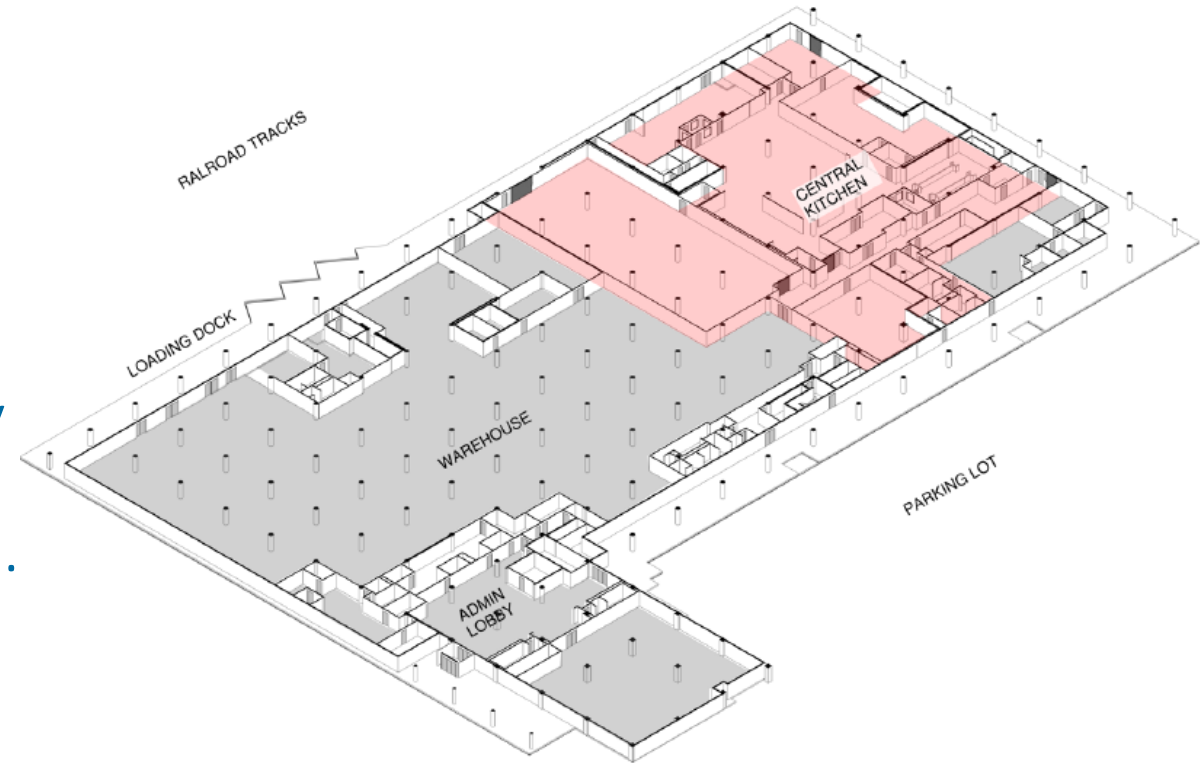 RALROAD TRACKS
CENTRAL
KITCHEN
LOADING DOCK
WAREHOUSE
PARKING LOT
ADMIN
LOBBY